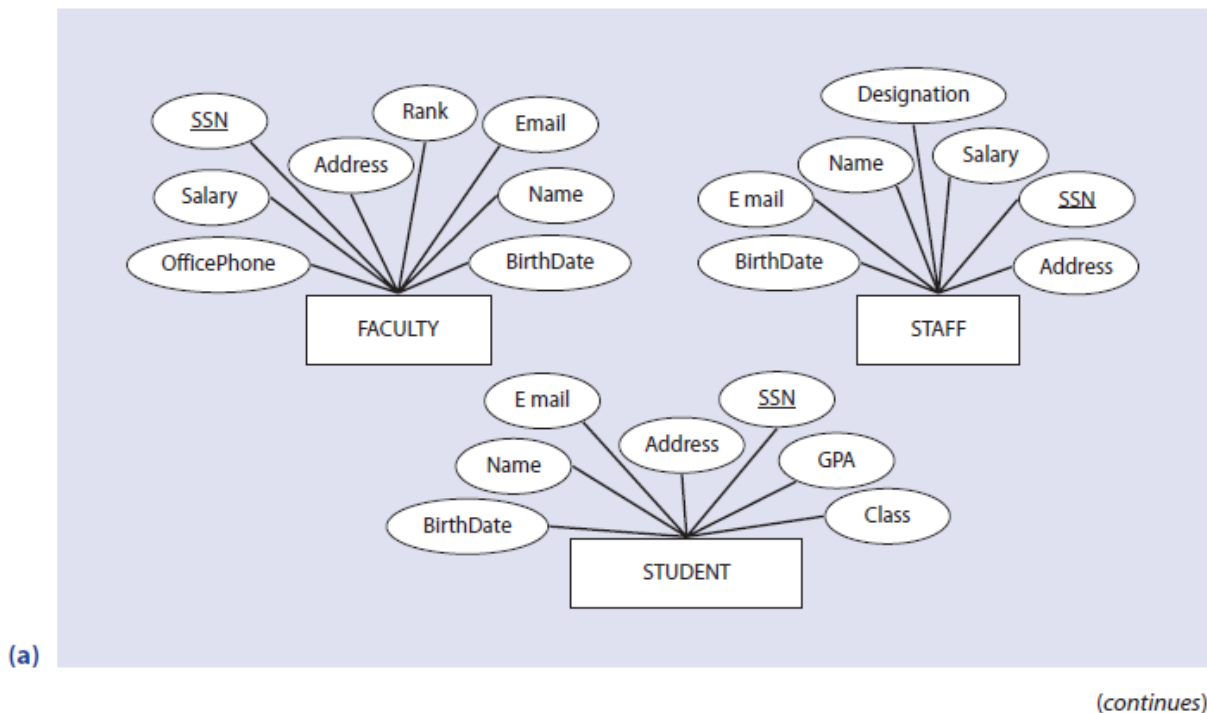 Designation
SSN
Rank
Email
Address
Name
Salary
Salary
Name
E mail
SSN
OfficePhone
BirthDate
BirthDate
Address
FACULTY
STAFF
E mail
SSN
Address
Name
GPA
BirthDate
Class
STUDENT
(a)
(continues)